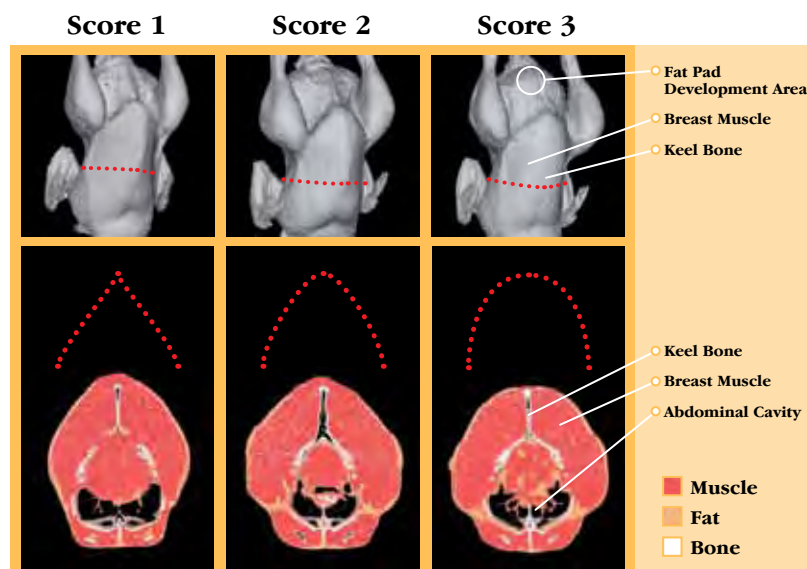 Score 1
Score 2
Score 3
Fat Pad
Development Area
Breast Muscle
Keel Bone
Keel Bone
Breast Muscle
Abdominal Cavity
Muscle
Fat
Bone